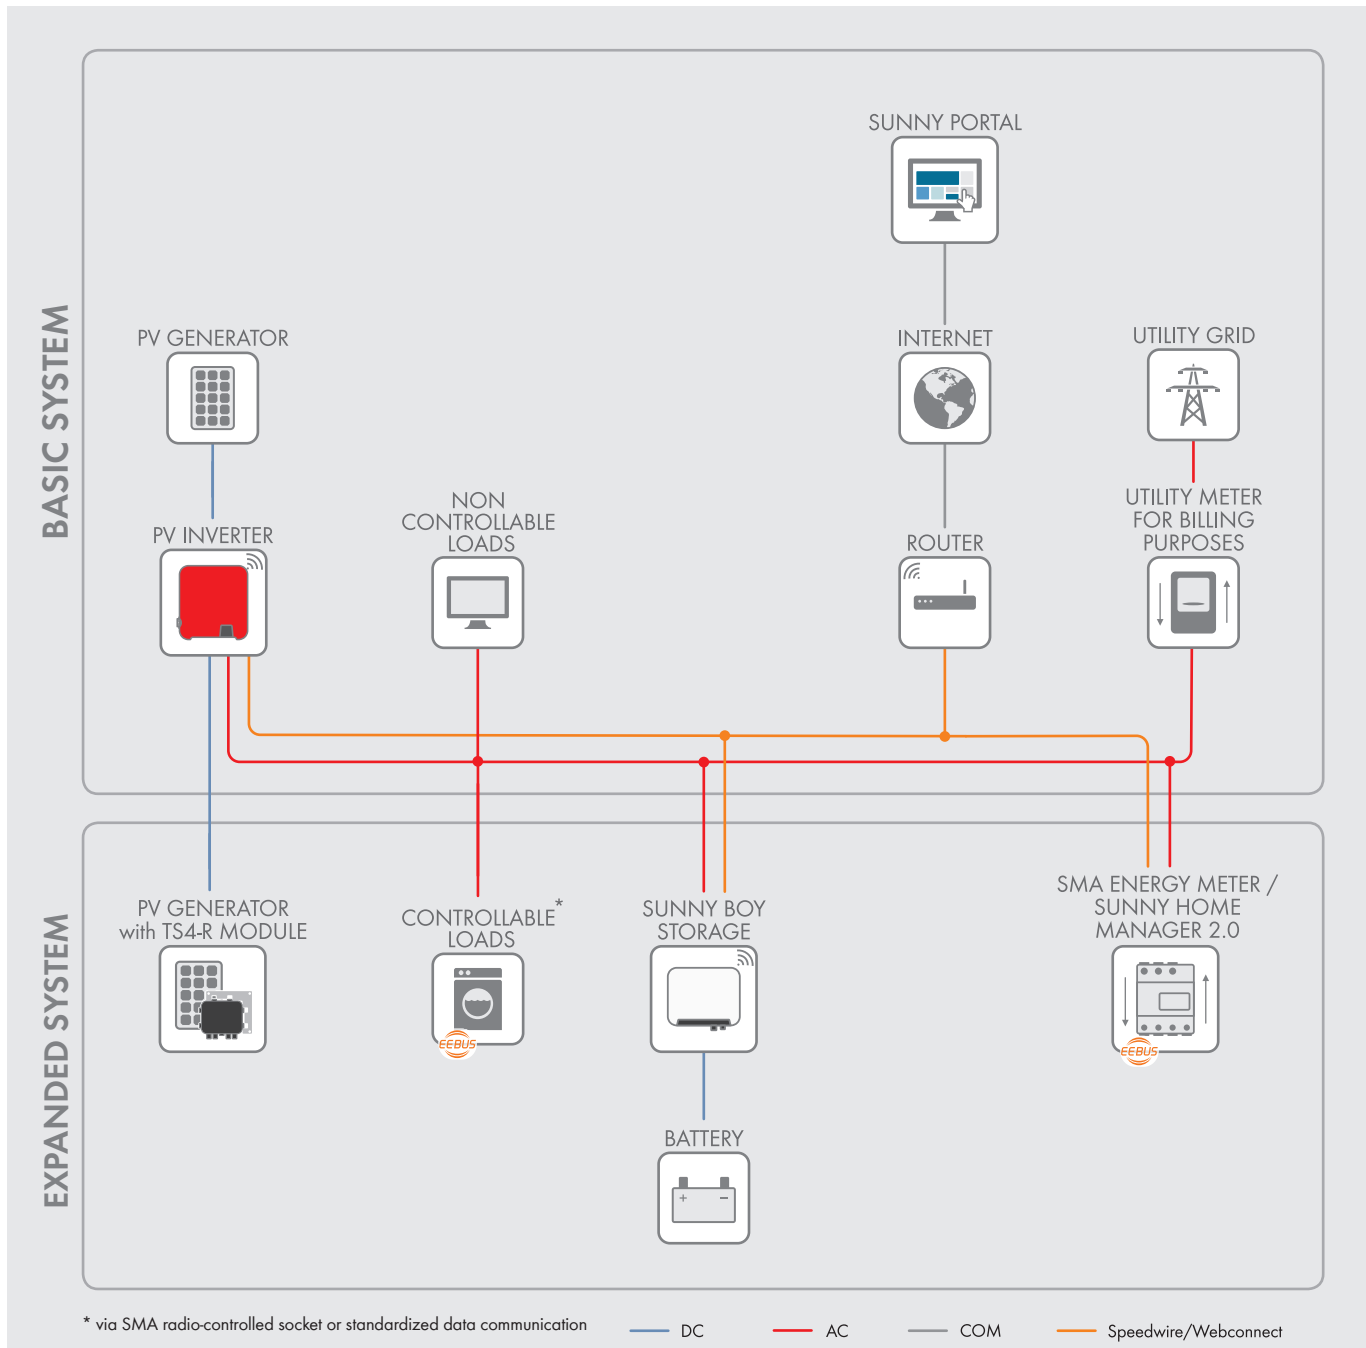 BASIC SYSTEM
SUNNY PORTAL
PV GENERATOR
INTERNET
UTILITY GRID
PV INVERTER
NON
CONTROLLABLE
LOADS
ROUTER
UTILITY METER
FOR BILLING
PURPOSES
EXPANDED SYSTEM
PV GENERATOR
with TS4-R MODULE
CONTROLLABLE*
LOADS
EEBUS
SUNNY BOY
STORAGE
SMA ENERGY METER /
SUNNY HOME
MANAGER 2.0
EEBUS
BATTERY
+ −
* via SMA radio-controlled socket or standardized data communication
DC
AC
COM
Speedwire/Webconnect